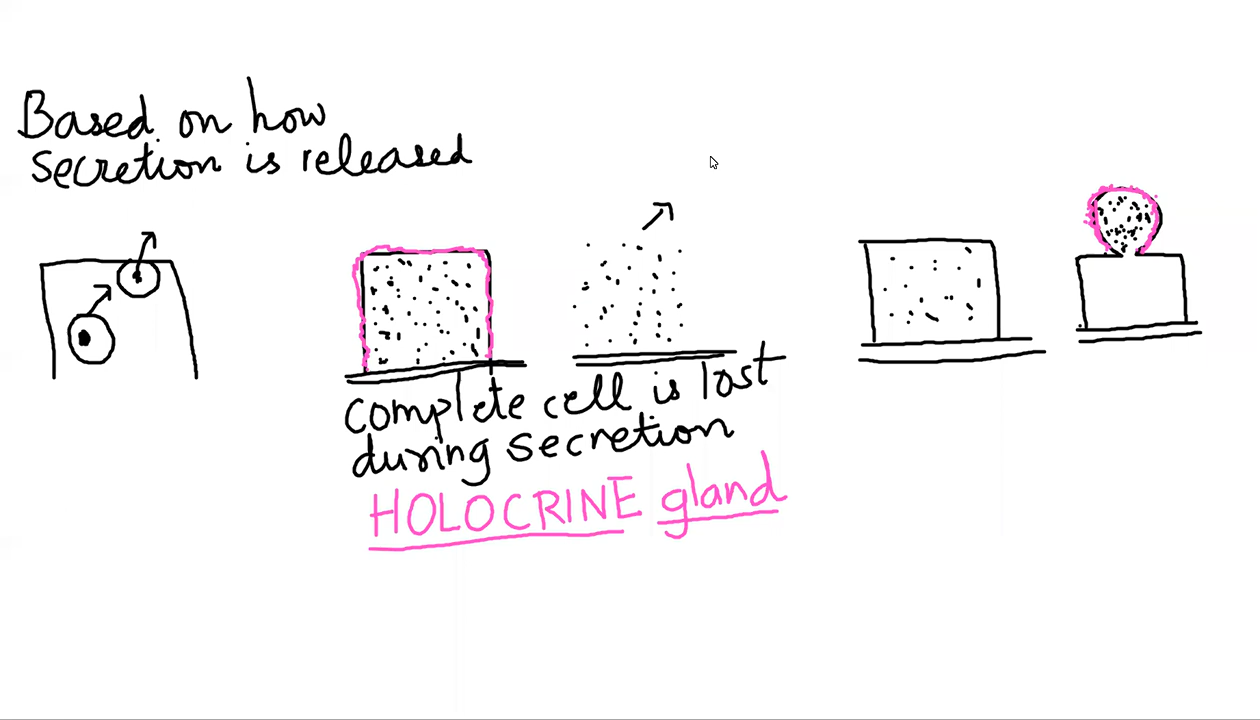 Based on how
secretion is released
complete cell is lost
during secretion
HOLOCRINE gland